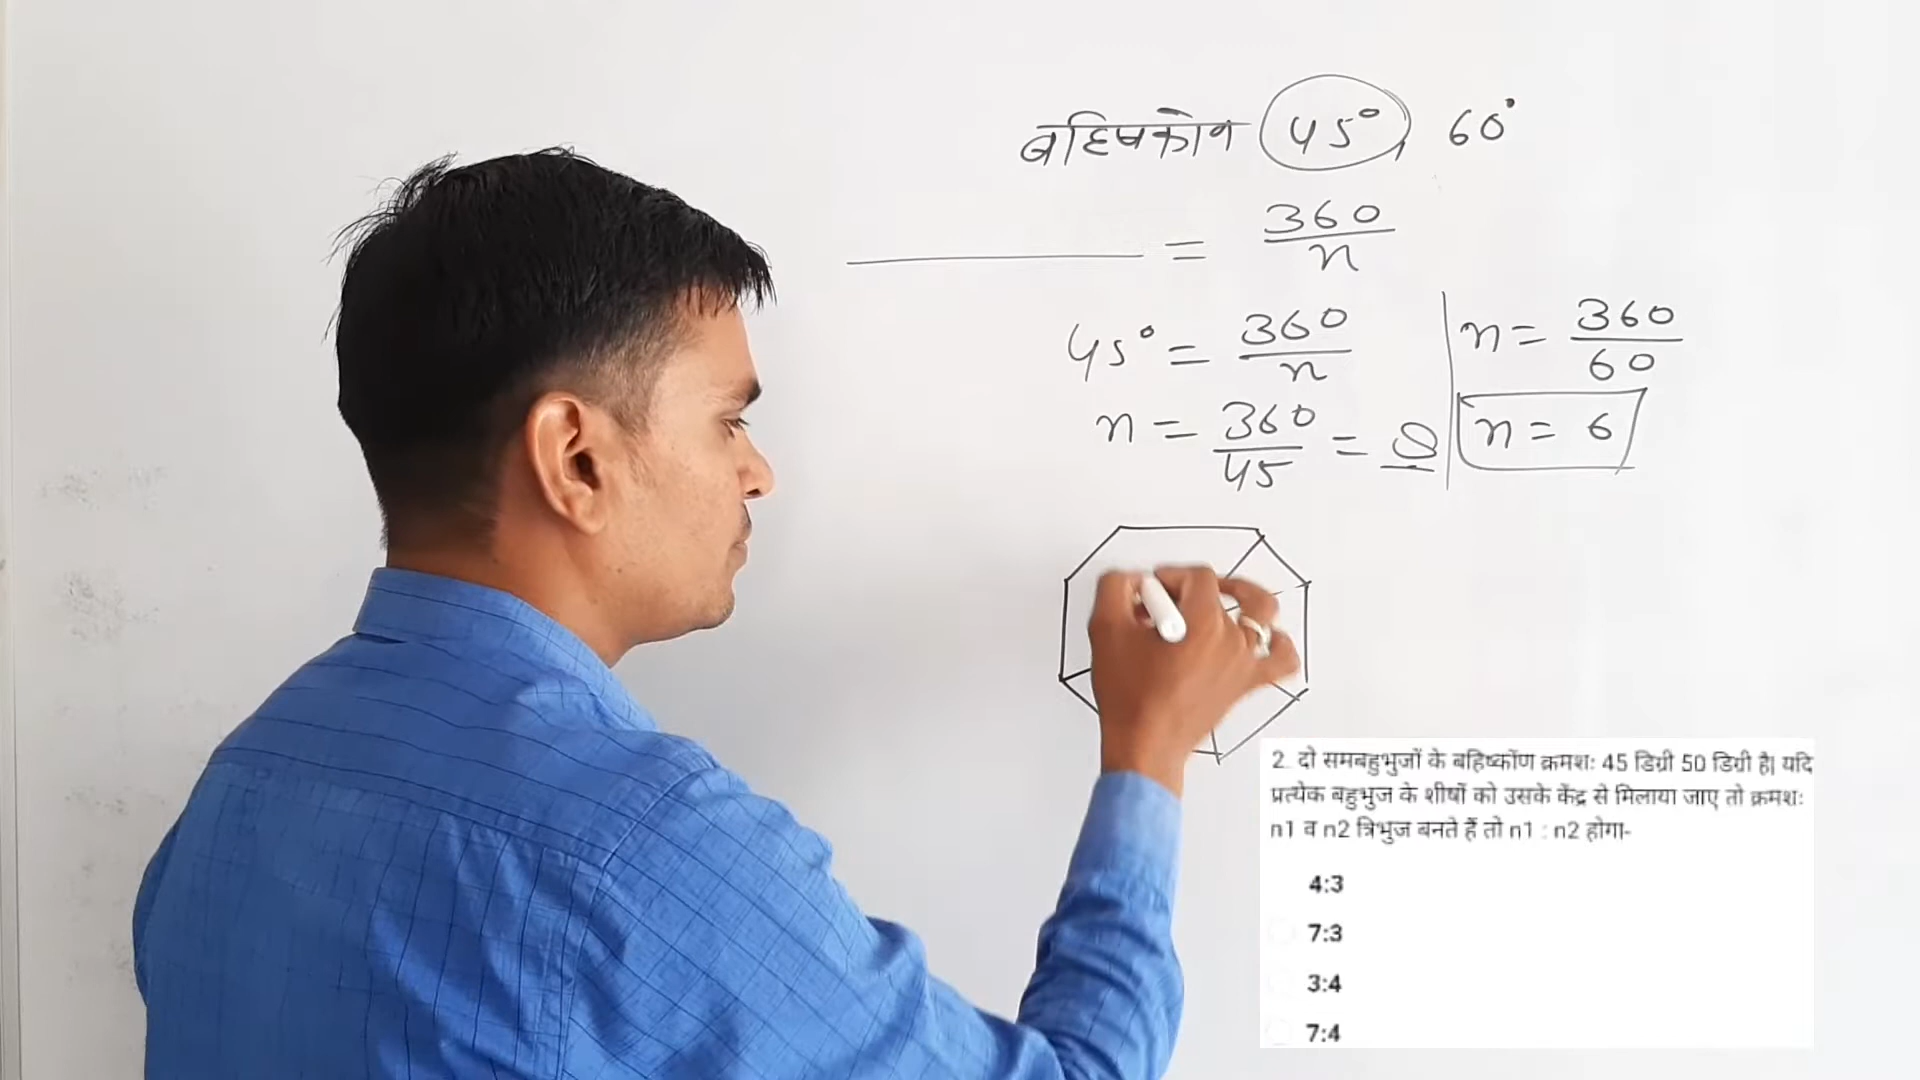 बहिष्कोण 45°, 60°
= 360/n
45° = 360/n
n = 360/45 = 8
n = 360/60
n = 6
2. दो समबहुभुजों के बहिष्कोंण क्रमशः 45 डिग्री 50 डिग्री है। यदि
प्रत्येक बहुभुज के शीर्षो को उसके केंद्र से मिलाया जाए तो क्रमशः
n1 व n2 त्रिभुज बनते हैं तो n1 : n2 होगा-
4:3
7:3
3:4
7:4